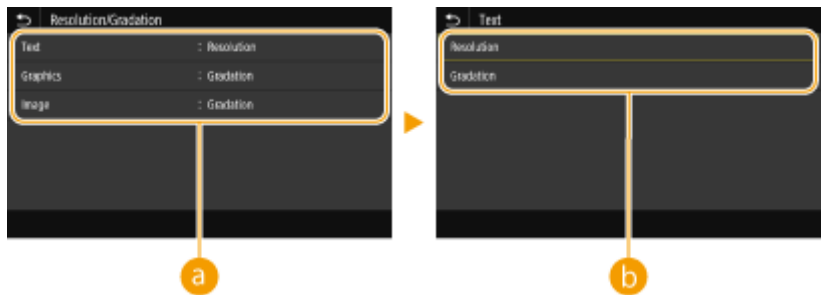 Resolution/Gradation
Text : Resolution
Graphics : Gradation
Image : Gradation
a
Text
Resolution
Gradation
b